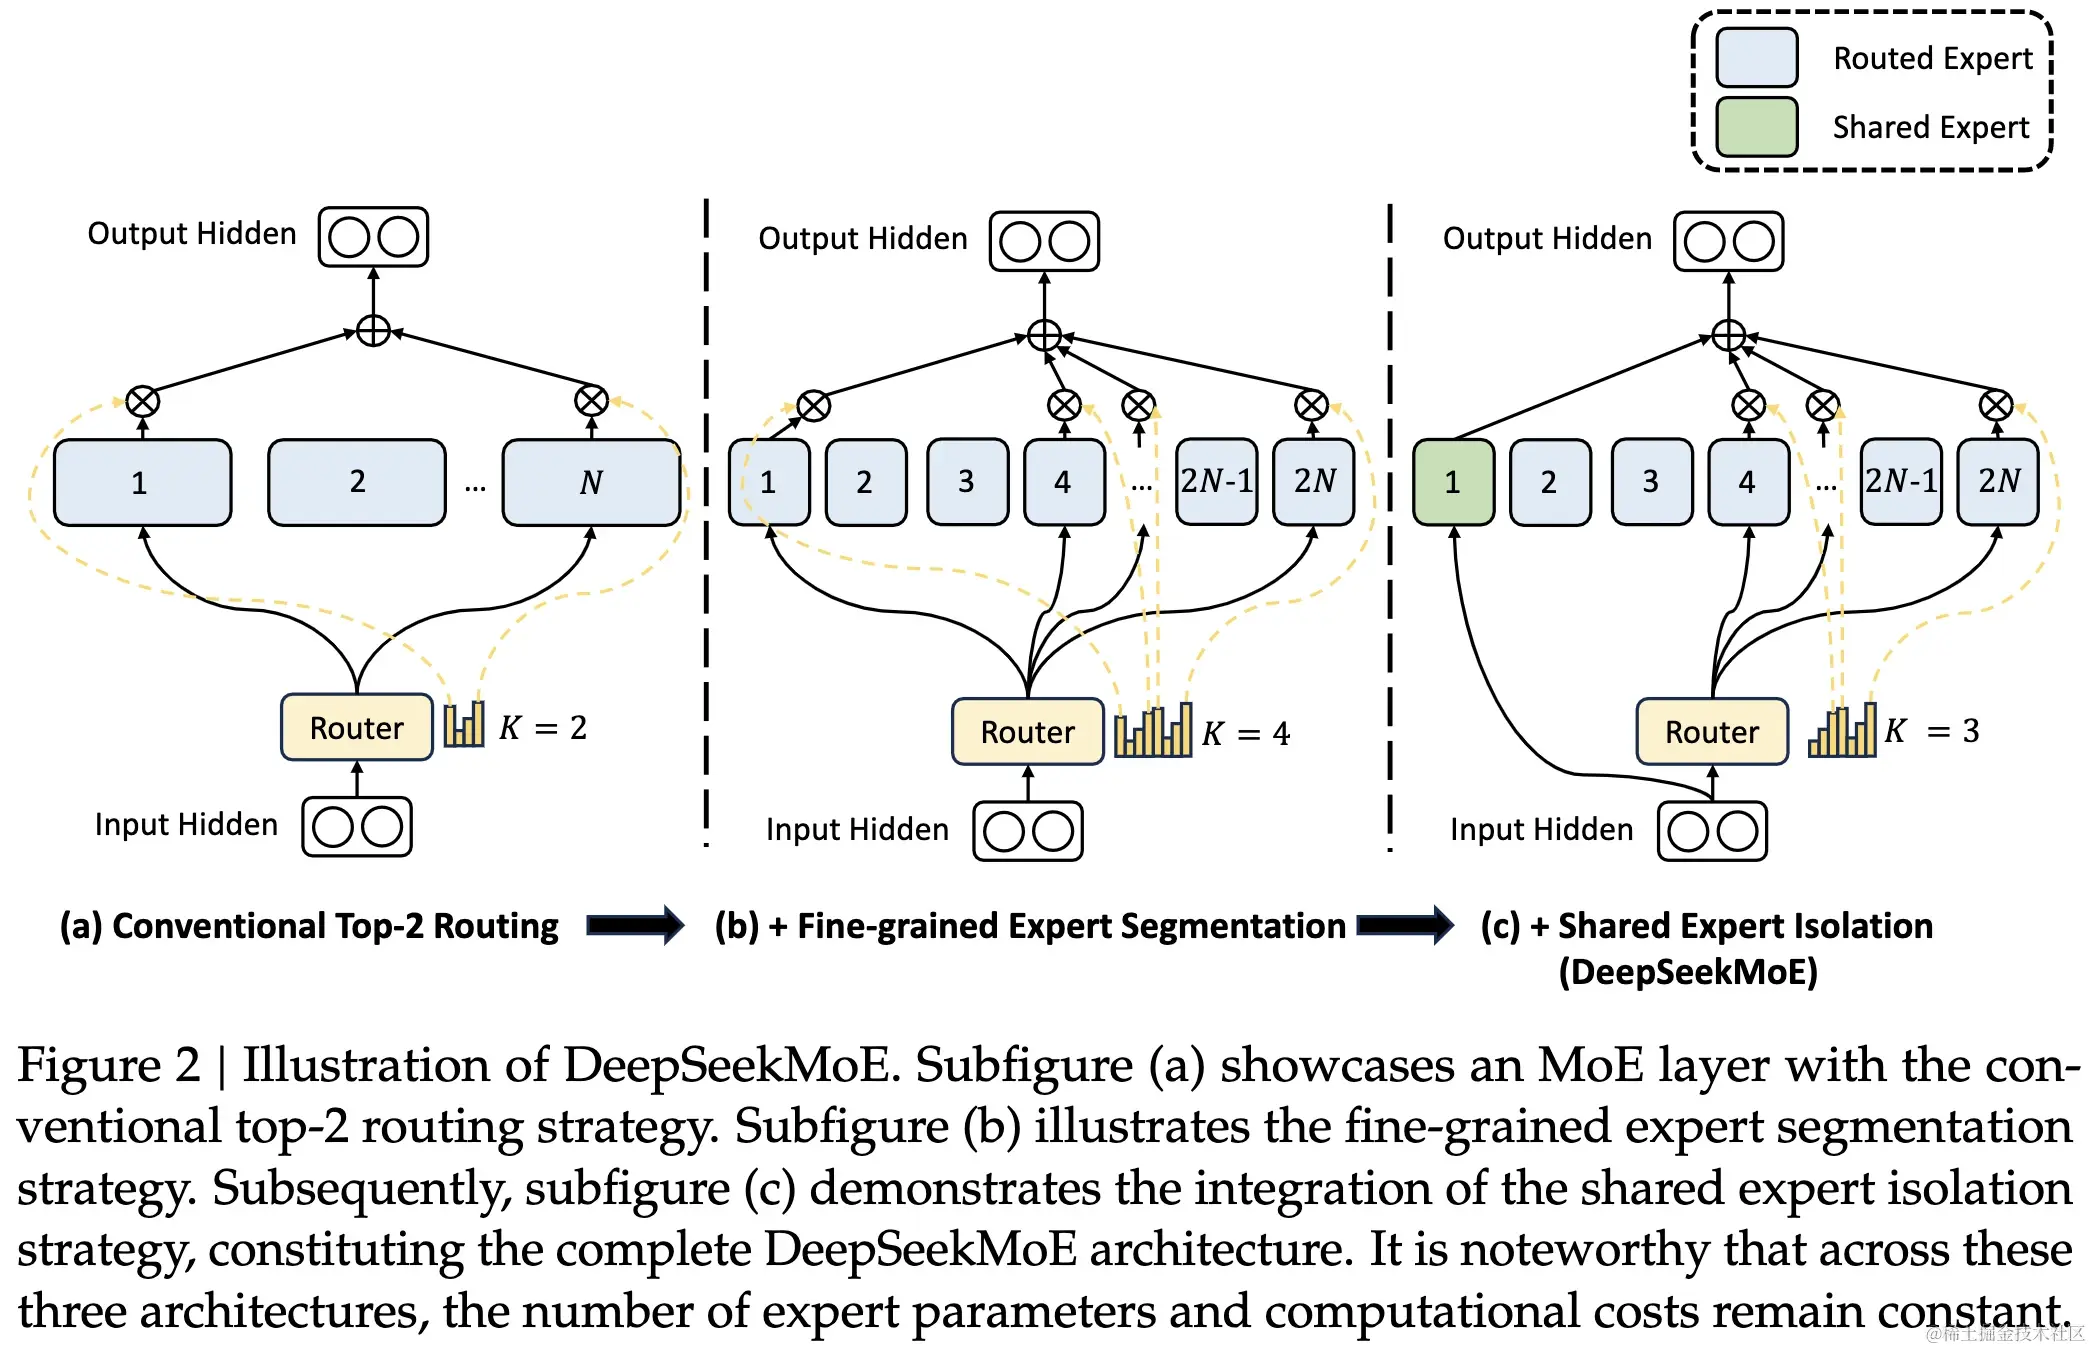 Routed Expert
Shared Expert
Output Hidden
1
2
...
N
Router
K = 2
Input Hidden
(a) Conventional Top-2 Routing
Output Hidden
1
2
3
4
...
2N-1
2N
Router
K = 4
Input Hidden
(b) + Fine-grained Expert Segmentation
Output Hidden
1
2
3
4
...
2N-1
2N
Router
K = 3
Input Hidden
(c) + Shared Expert Isolation
(DeepSeekMoE)
Figure 2 | Illustration of DeepSeekMoE. Subfigure (a) showcases an MoE layer with the con-
ventional top-2 routing strategy. Subfigure (b) illustrates the fine-grained expert segmentation
strategy. Subsequently, subfigure (c) demonstrates the integration of the shared expert isolation
strategy, constituting the complete DeepSeekMoE architecture. It is noteworthy that across these
three architectures, the number of expert parameters and computational costs remain constant.
@稀土掘金技术社区